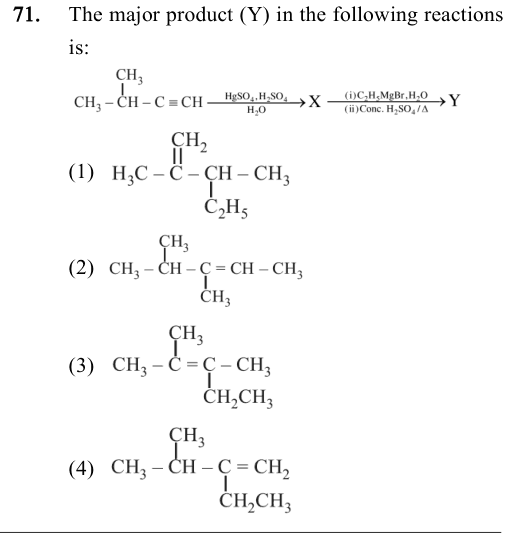 71. The major product (Y) in the following reactions
is:
CH₃
CH₃ – CH – C ≡ CH HgSO₄, H₂SO₄ / H₂O → X (i) C₂H₅MgBr, H₂O / (ii) Conc. H₂SO₄/Δ → Y
CH₂
(1) H₃C – C – CH – CH₃
C₂H₅
CH₃
(2) CH₃ – CH – C = CH – CH₃
CH₃
CH₃
(3) CH₃ – C = C – CH₃
CH₂CH₃
CH₃
(4) CH₃ – CH – C = CH₂
CH₂CH₃